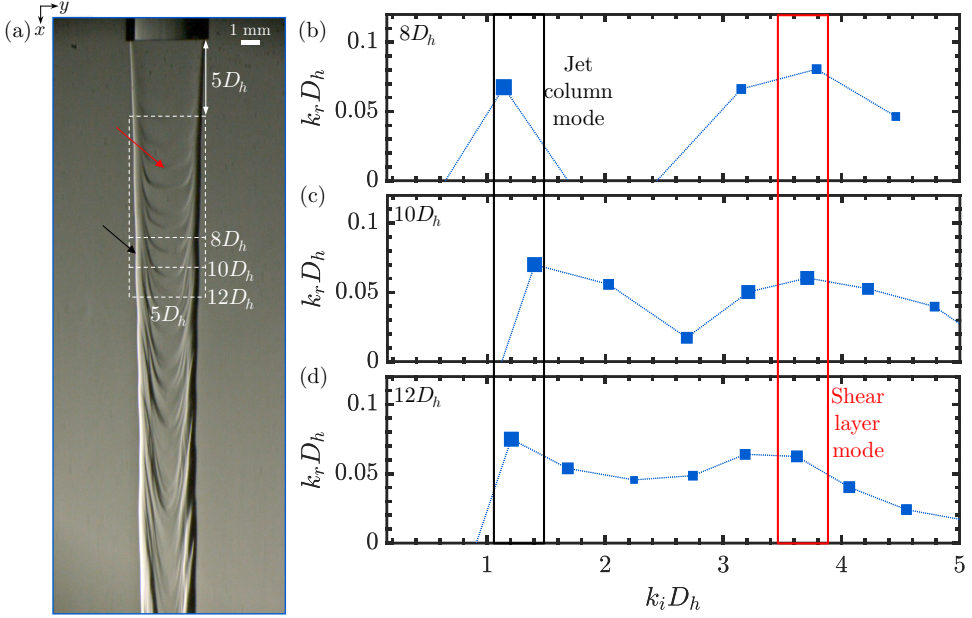 (a)
x
y
1 mm
5D_h
8D_h
10D_h
12D_h
5D_h
(b)
8D_h
Jet
column
mode
k_r D_h
0.1
0.05
0
(c)
10D_h
k_r D_h
0.1
0.05
0
(d)
12D_h
Shear
layer
mode
k_r D_h
0.1
0.05
0
1 2 3 4 5
k_i D_h